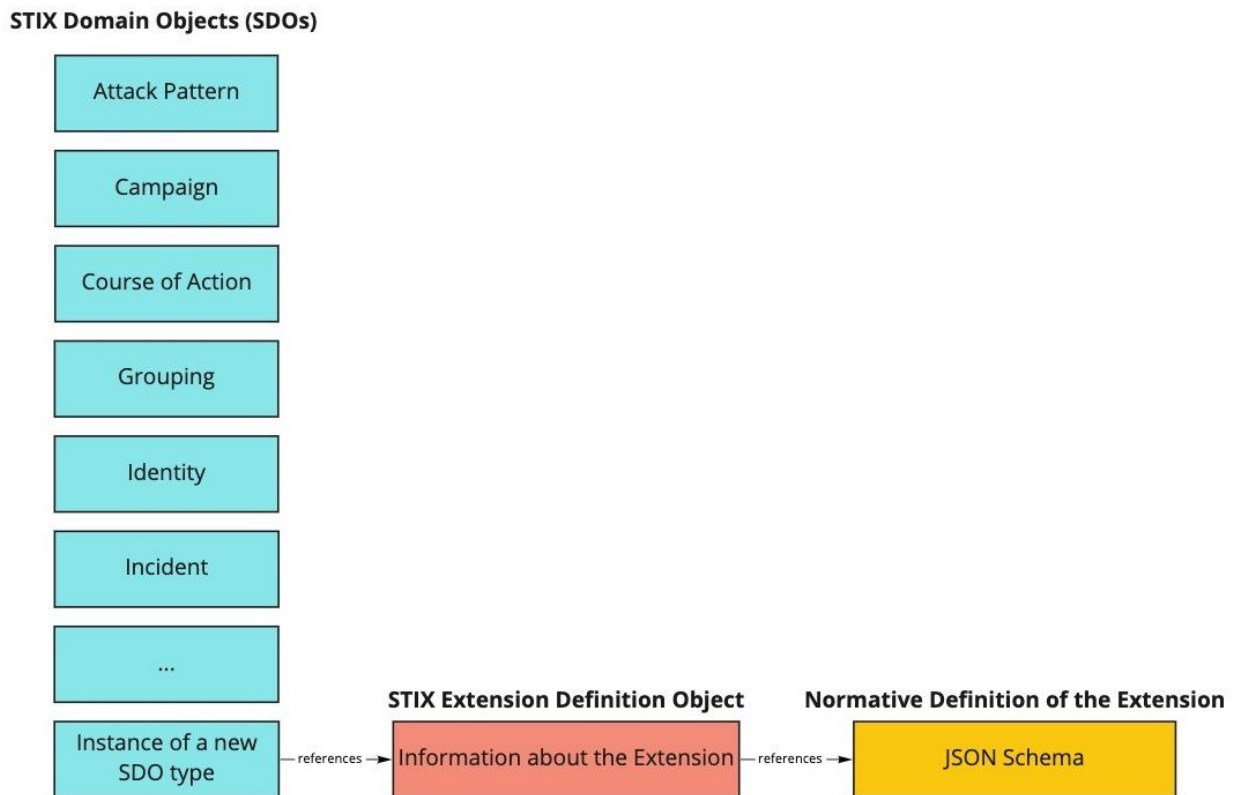 STIX Domain Objects (SDOs)
Attack Pattern
Campaign
Course of Action
Grouping
Identity
Incident
...
STIX Extension Definition Object
Normative Definition of the Extension
Instance of a new
SDO type
references
Information about the Extension
references
JSON Schema